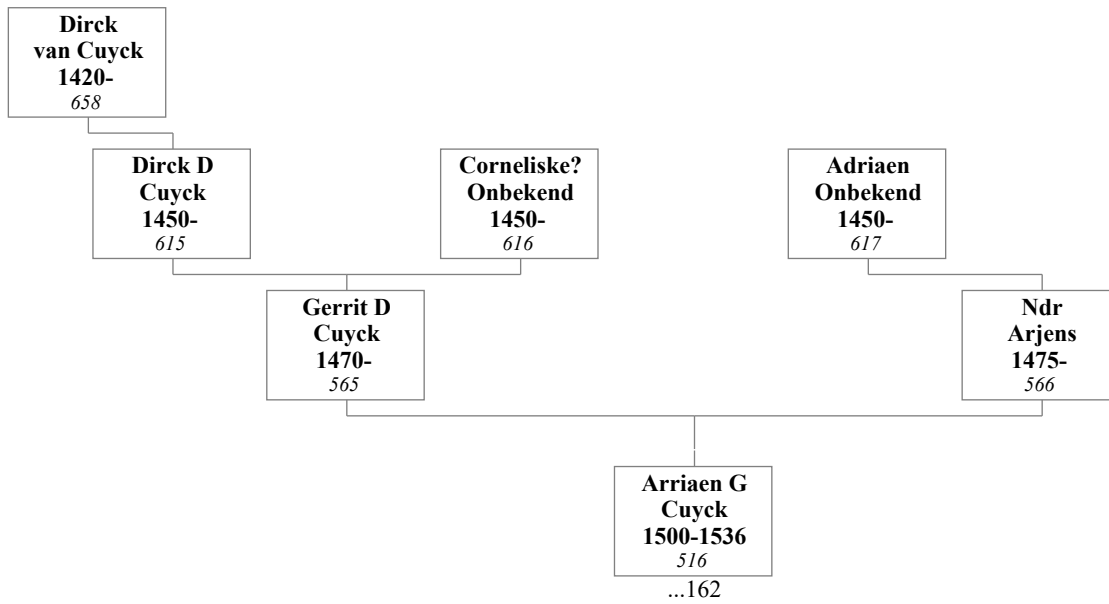 Dirck
van Cuyck
1420-
658
Dirck D
Cuyck
1450-
615
Corneliske?
Onbekend
1450-
616
Adriaen
Onbekend
1450-
617
Gerrit D
Cuyck
1470-
565
Ndr
Arjens
1475-
566
Arriaen G
Cuyck
1500-1536
516
...162